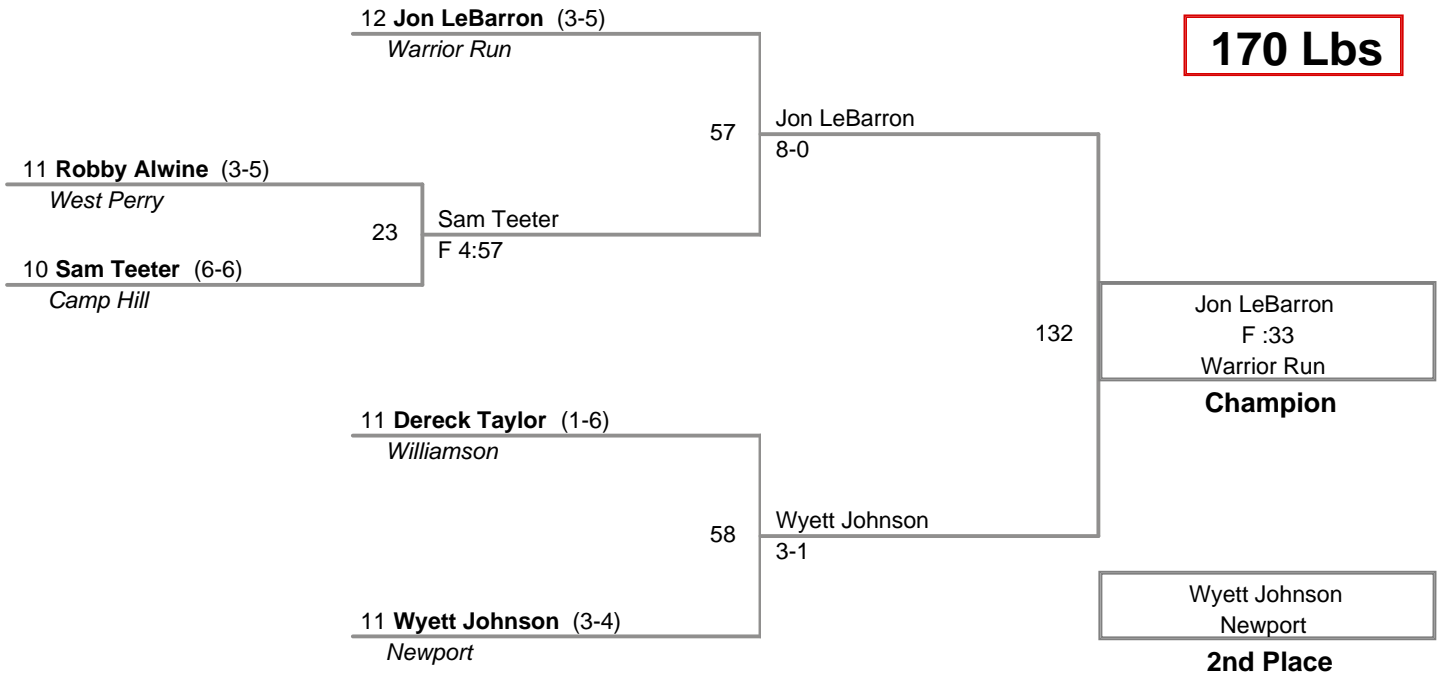 170 Lbs
12 Jon LeBarron (3-5)
Warrior Run
57
Jon LeBarron
8-0
11 Robby Alwine (3-5)
West Perry
23
Sam Teeter
F 4:57
10 Sam Teeter (6-6)
Camp Hill
132
Jon LeBarron
F :33
Warrior Run
Champion
11 Dereck Taylor (1-6)
Williamson
58
Wyett Johnson
3-1
11 Wyett Johnson (3-4)
Newport
Wyett Johnson
Newport
2nd Place